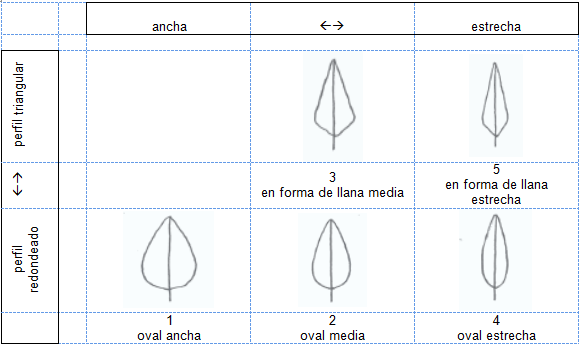 ancha
↔
estrecha
perfil triangular
3
en forma de llana media
5
en forma de llana
estrecha
↔
perfil
redondeado
1
oval ancha
2
oval media
4
oval estrecha